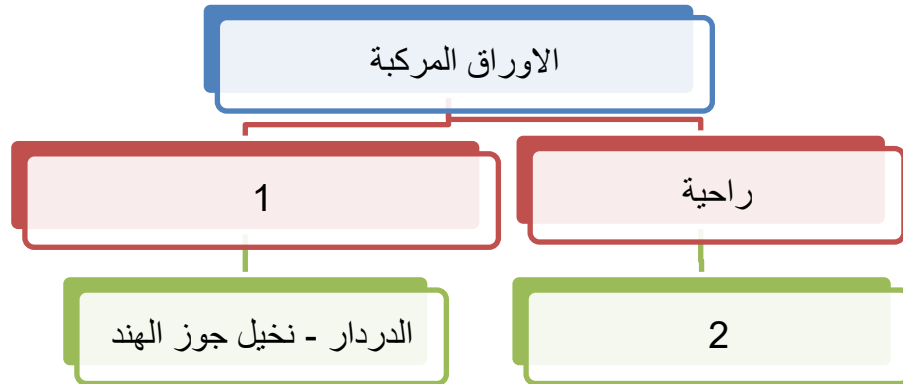 الاوراق المركبة
راحية
1
2
الدردار - نخيل جوز الهند